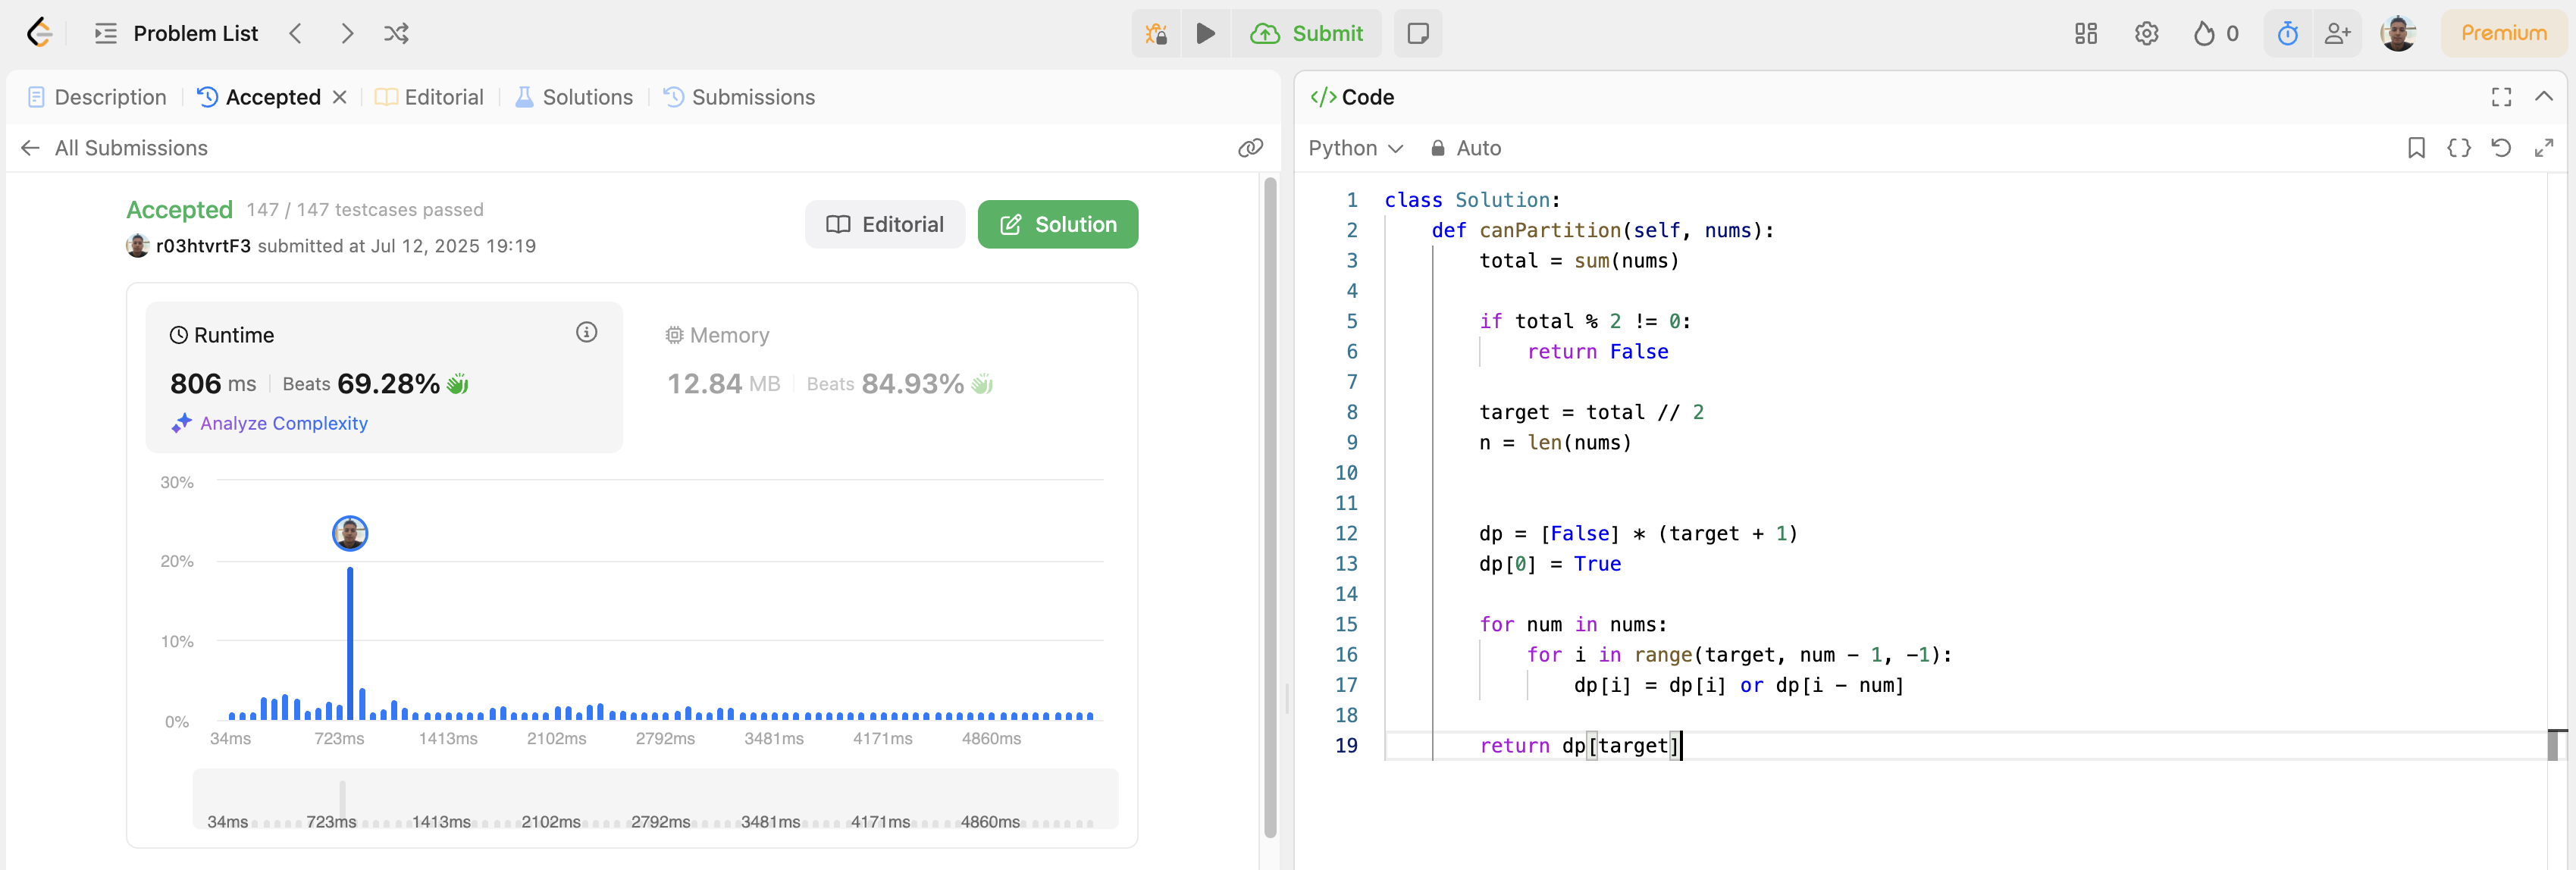 Problem List
Submit
0
Premium
Description
Accepted
Editorial
Solutions
Submissions
All Submissions
Accepted 147 / 147 testcases passed
r03htvrtF3 submitted at Jul 12, 2025 19:19
Editorial
Solution
Runtime
806 ms Beats 69.28%
Analyze Complexity
Memory
12.84 MB Beats 84.93%
30%
20%
10%
0%
34ms 723ms 1413ms 2102ms 2792ms 3481ms 4171ms 4860ms
34ms 723ms 1413ms 2102ms 2792ms 3481ms 4171ms 4860ms
</> Code
Python Auto
1 class Solution:
2     def canPartition(self, nums):
3         total = sum(nums)
4
5         if total % 2 != 0:
6             return False
7
8         target = total // 2
9         n = len(nums)
10
11
12         dp = [False] * (target + 1)
13         dp[0] = True
14
15         for num in nums:
16             for i in range(target, num - 1, -1):
17                 dp[i] = dp[i] or dp[i - num]
18
19         return dp[target]